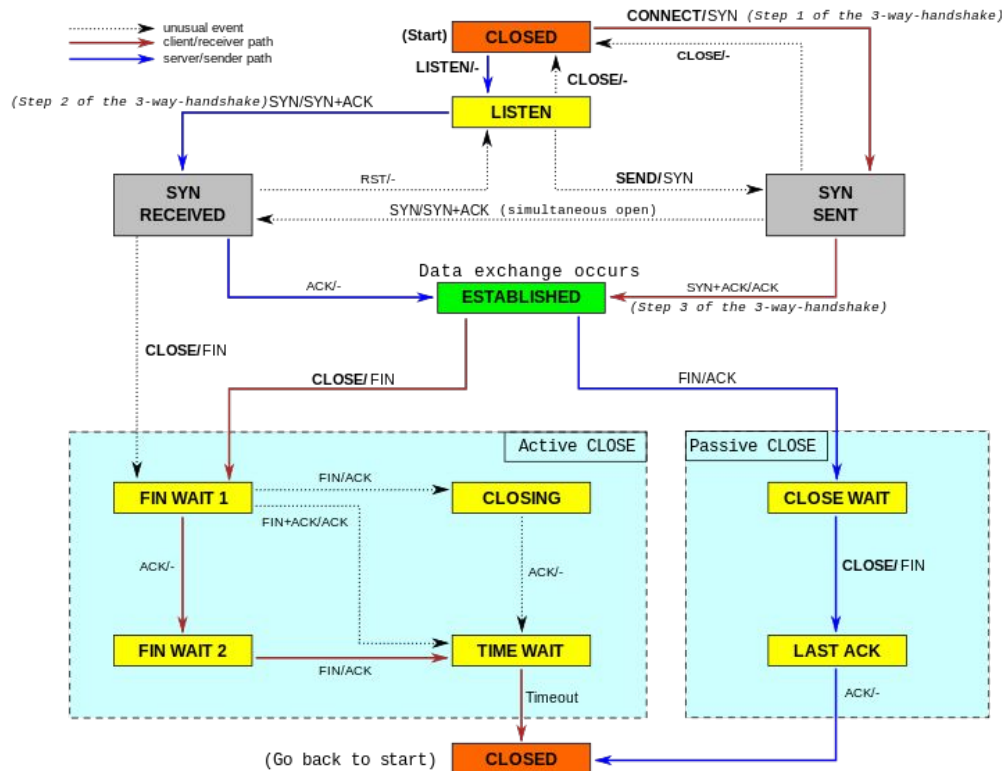 unusual event
client/receiver path
server/sender path
CONNECT/SYN (Step 1 of the 3-way-handshake)
(Start)
CLOSED
CLOSE/-
LISTEN/-
CLOSE/-
(Step 2 of the 3-way-handshake)SYN/SYN+ACK
LISTEN
RST/-
SEND/SYN
SYN
RECEIVED
SYN
SENT
SYN/SYN+ACK (simultaneous open)
Data exchange occurs
ACK/-
ESTABLISHED
SYN+ACK/ACK
(Step 3 of the 3-way-handshake)
CLOSE/FIN
CLOSE/FIN
FIN/ACK
Active CLOSE
Passive CLOSE
FIN WAIT 1
FIN/ACK
CLOSING
CLOSE WAIT
FIN+ACK/ACK
ACK/-
ACK/-
CLOSE/FIN
FIN WAIT 2
FIN/ACK
TIME WAIT
LAST ACK
Timeout
ACK/-
(Go back to start)
CLOSED